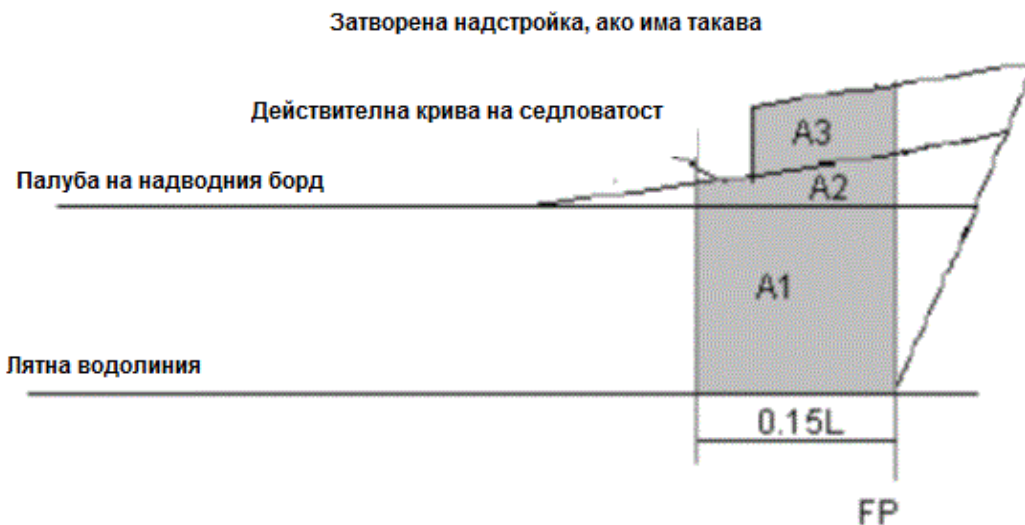 Затворена надстройка, ако има такава
Действителна крива на седловатост
A3
Палуба на надводния борд
A2
A1
Лятна водолиния
0.15L
FP